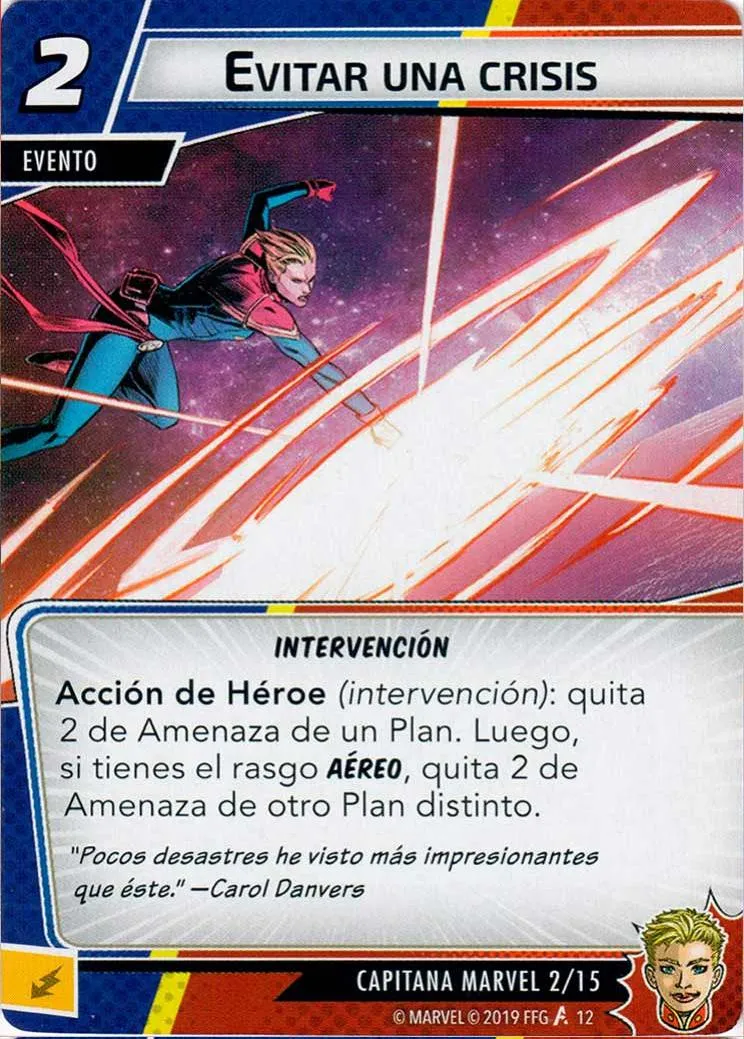 2
EVITAR UNA CRISIS
EVENTO
INTERVENCIÓN
Acción de Héroe (intervención): quita
2 de Amenaza de un Plan. Luego,
si tienes el rasgo AÉREO, quita 2 de
Amenaza de otro Plan distinto.
"Pocos desastres he visto más impresionantes
que éste." —Carol Danvers
CAPITANA MARVEL 2/15
© MARVEL © 2019 FFG 12